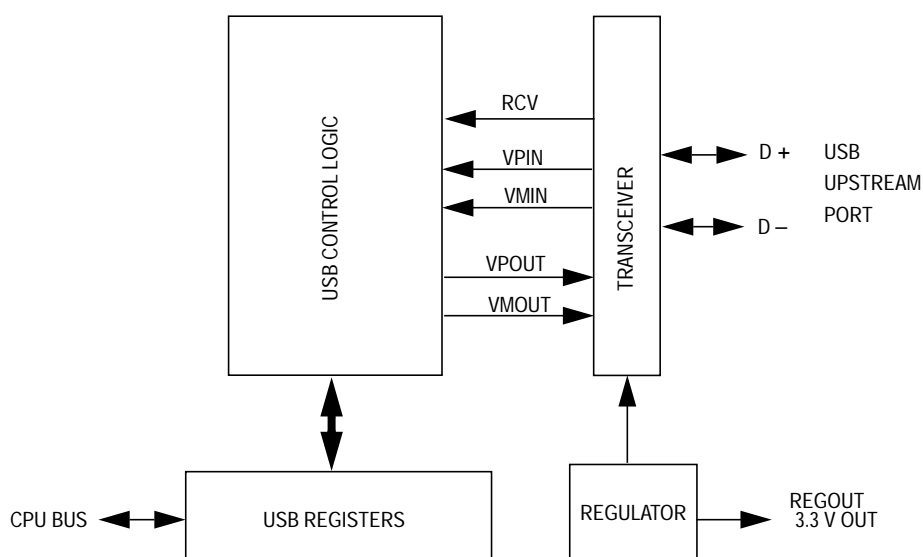 RCV
VPIN
VMIN
VPOUT
VMOUT
USB CONTROL LOGIC
TRANSCEIVER
D +
D –
USB
UPSTREAM
PORT
CPU BUS
USB REGISTERS
REGULATOR
REGOUT
3.3 V OUT